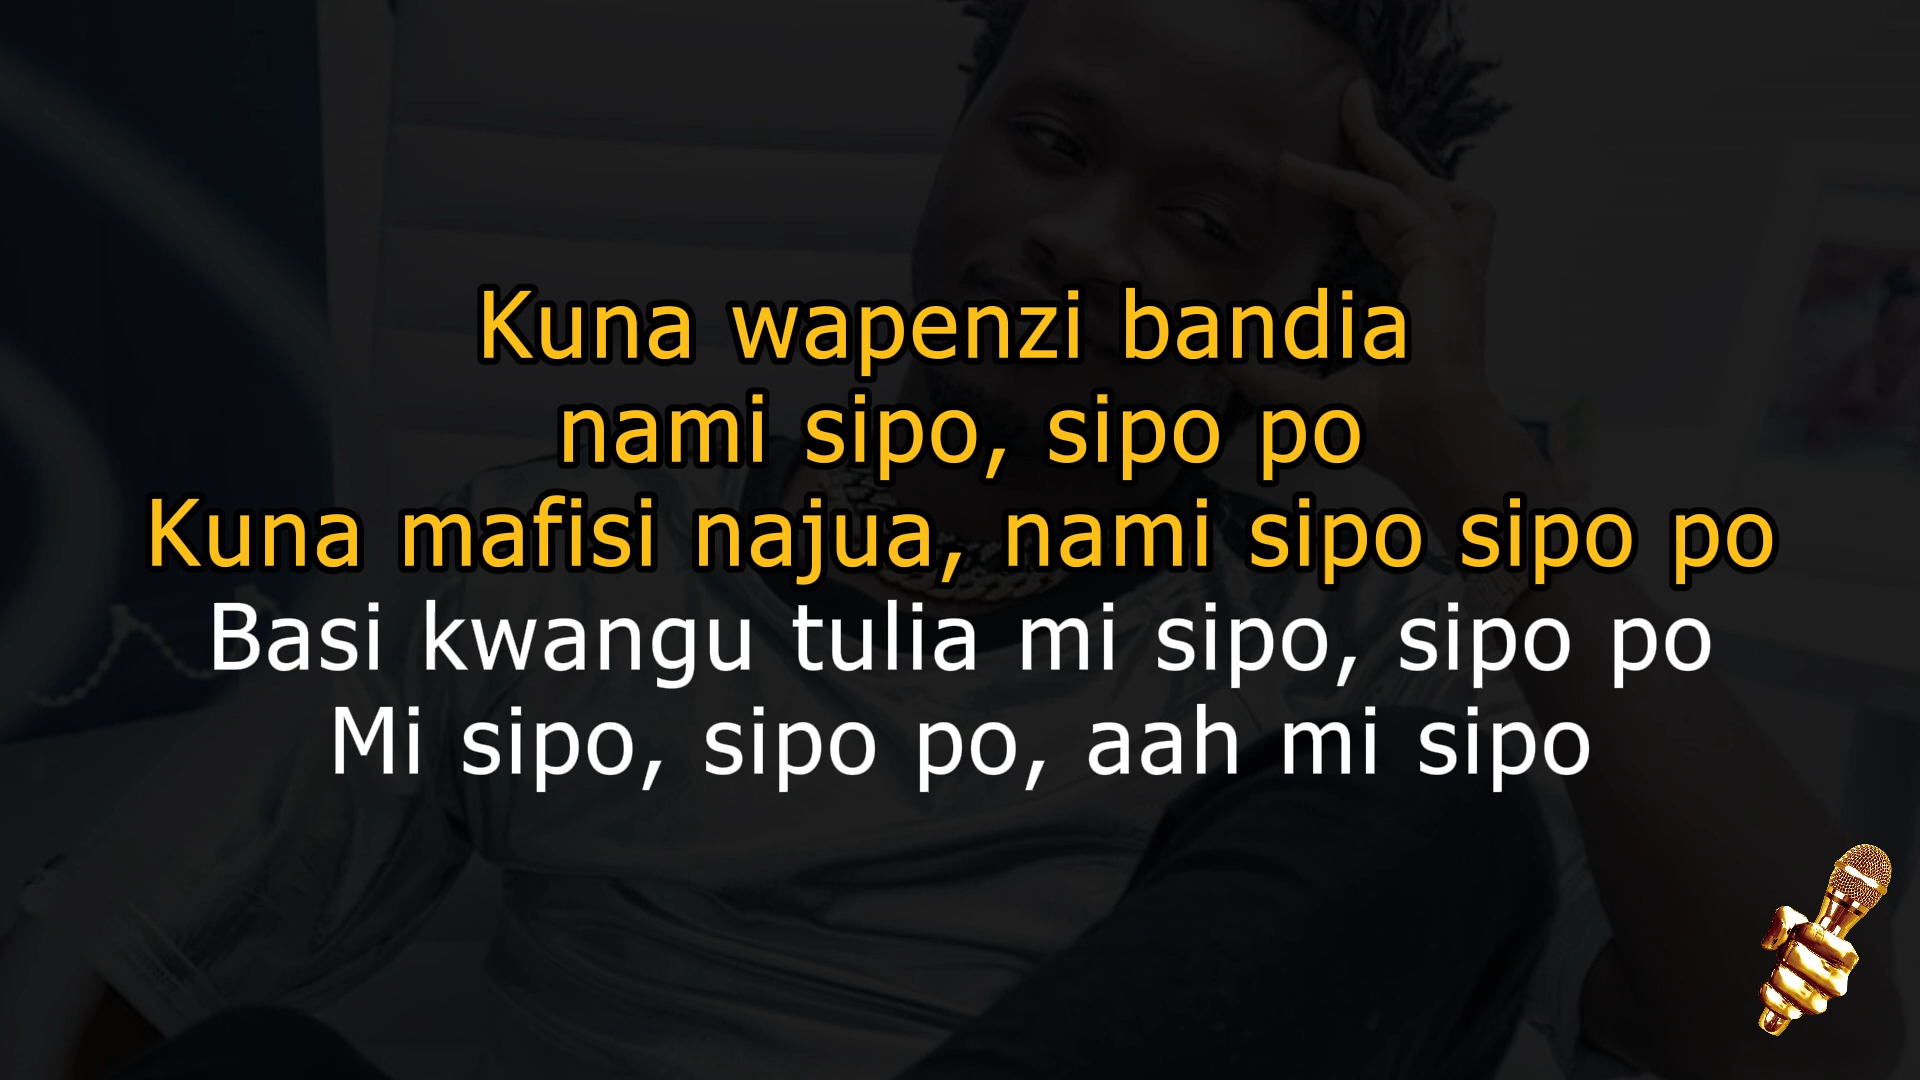 Kuna wapenzi bandia
nami sipo, sipo po
Kuna mafisi najua, nami sipo sipo po
Basi kwangu tulia mi sipo, sipo po
Mi sipo, sipo po, aah mi sipo